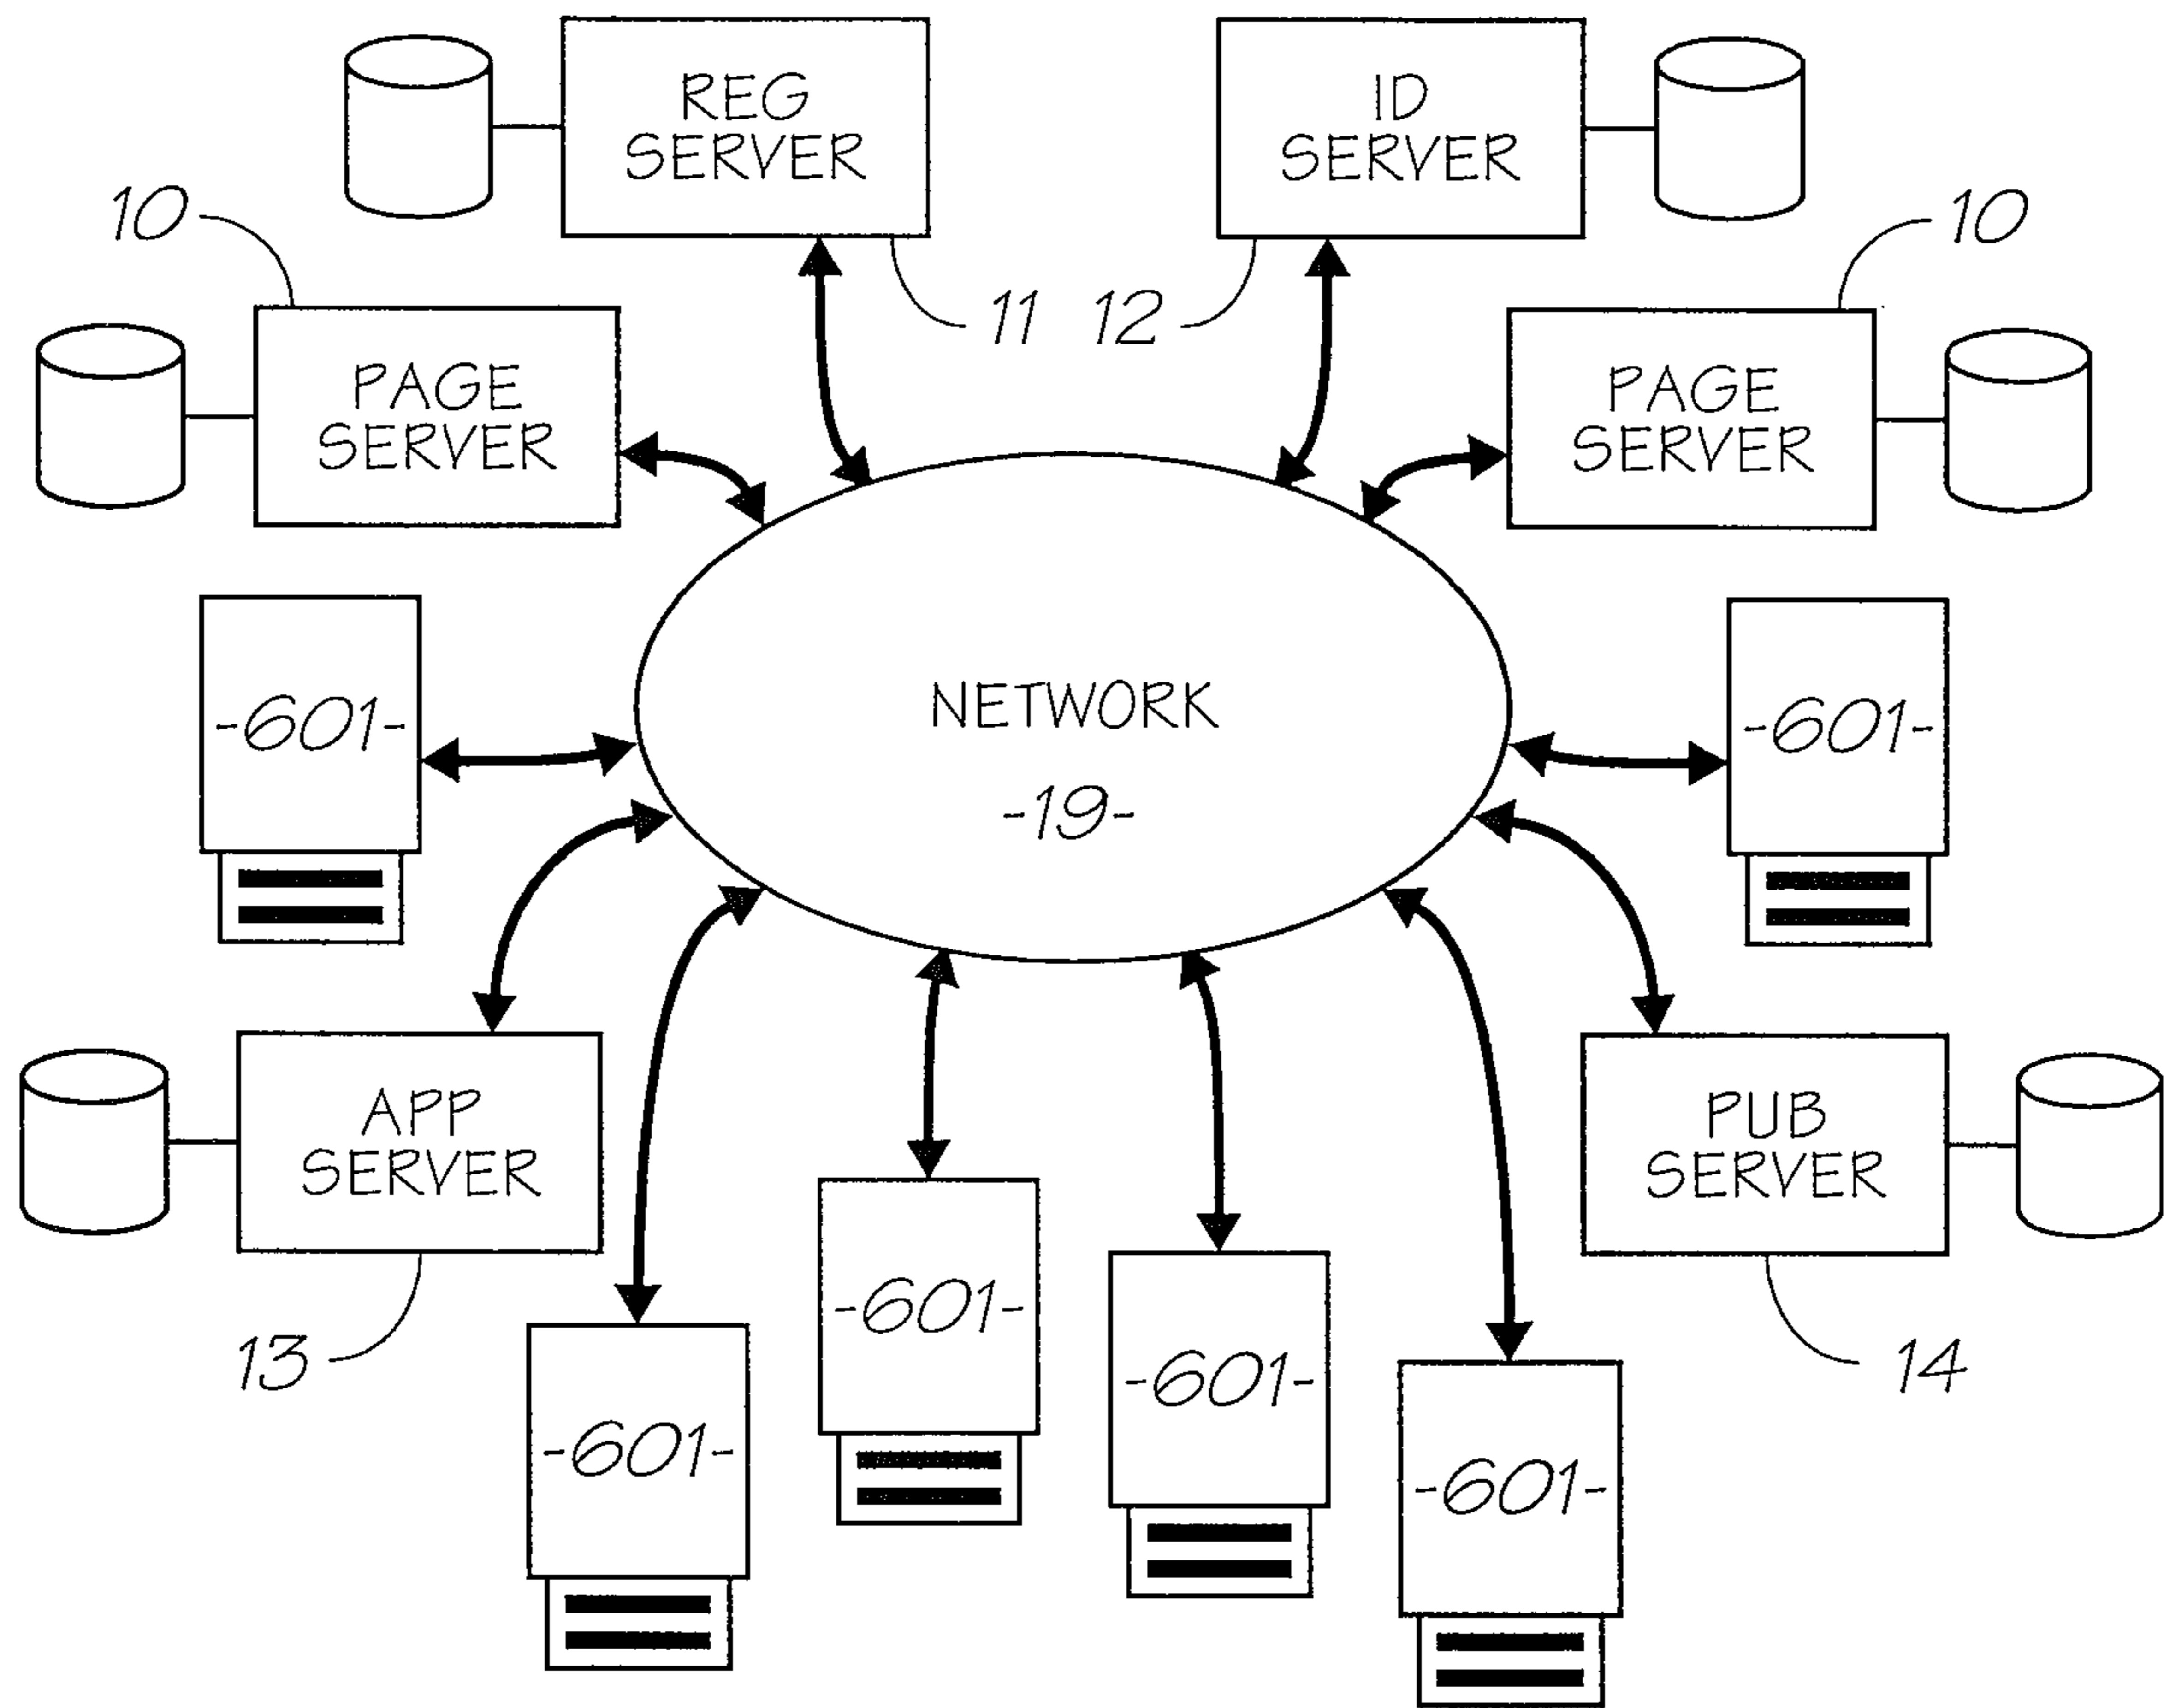 REG
SERVER
ID
SERVER
10
10
11
12
PAGE
SERVER
PAGE
SERVER
-601-
NETWORK
-19-
-601-
APP
SERVER
PUB
SERVER
13
-601-
-601-
-601-
-601-
14